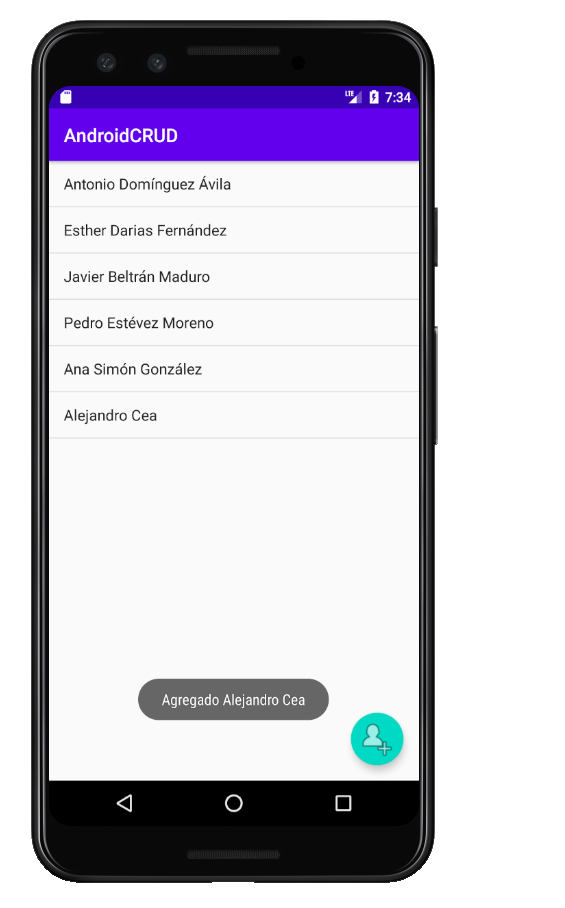 LTE 7:34
AndroidCRUD
Antonio Domínguez Ávila
Esther Darias Fernández
Javier Beltrán Maduro
Pedro Estévez Moreno
Ana Simón González
Alejandro Cea
Agregado Alejandro Cea